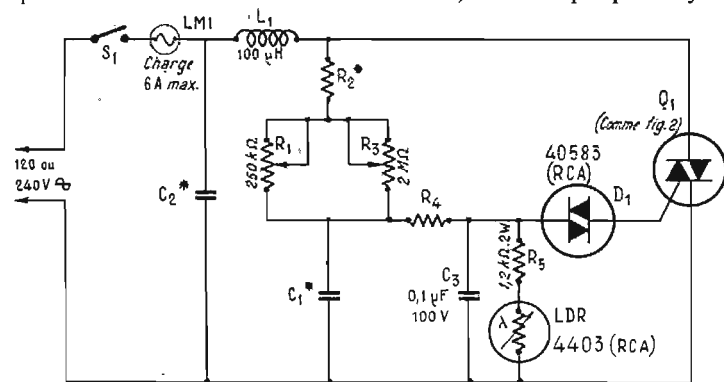 S1
LM1
Charge
6A max.
L1
100 µH
R2*
R1
250 kΩ
R3
2 MΩ
Q1
(Comme fig. 2)
40583
(RCA)
D1
120 ou
240V
C2*
R4
C1*
C3
0,1 µF
100 V
1,2 kΩ.2W
R5
λ
LDR
4403 (RCA)